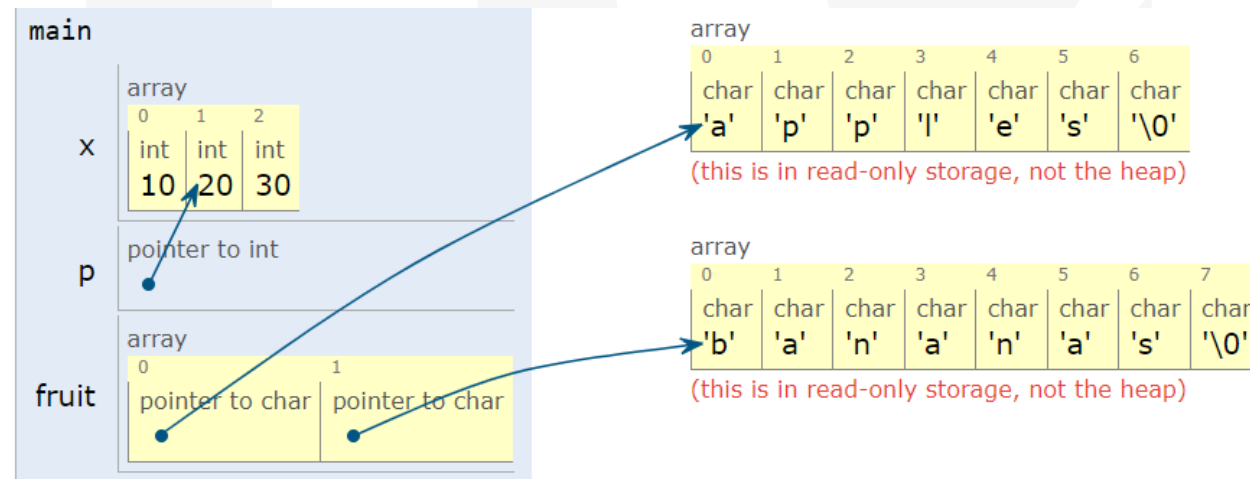 main
x
array
0 1 2
int int int
10 20 30
p
pointer to int
fruit
array
0 1
pointer to char pointer to char
array
0 1 2 3 4 5 6
char char char char char char char
'a' 'p' 'p' 'l' 'e' 's' '\0'
(this is in read-only storage, not the heap)
array
0 1 2 3 4 5 6 7
char char char char char char char char
'b' 'a' 'n' 'a' 'n' 'a' 's' '\0'
(this is in read-only storage, not the heap)